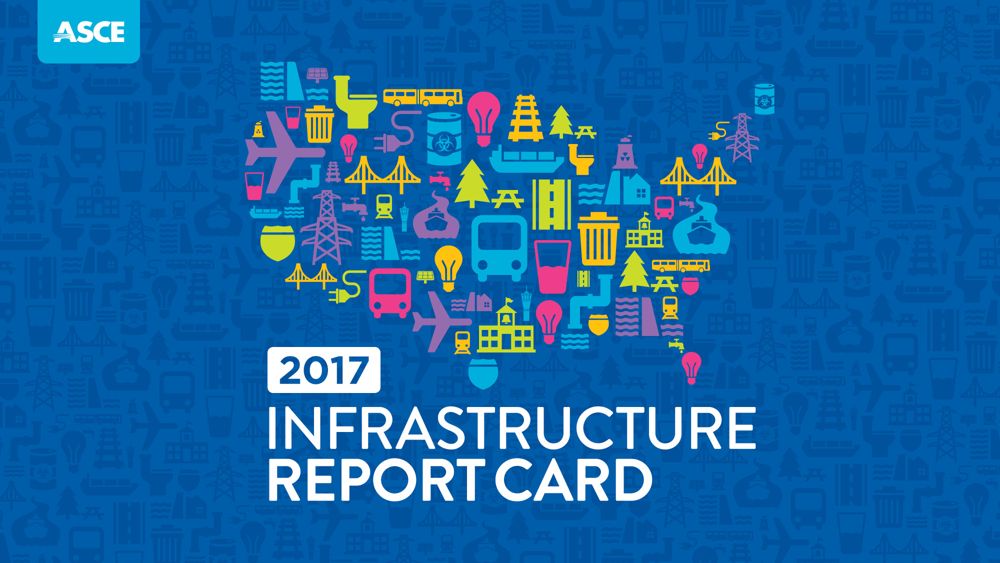 ASCE
2017
INFRASTRUCTURE
REPORT CARD